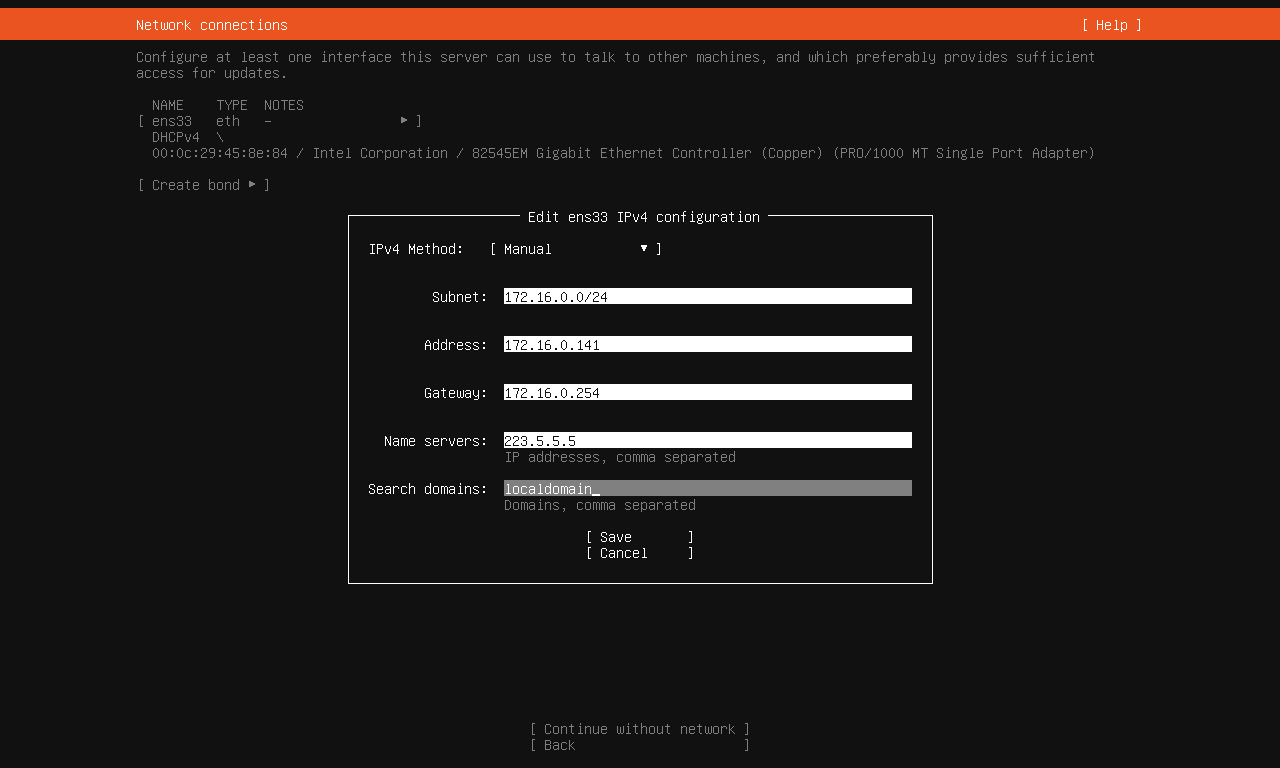 Network connections [ Help ]
Configure at least one interface this server can use to talk to other machines, and which preferably provides sufficient
access for updates.
NAME TYPE NOTES
[ ens33 eth - ▸ ]
DHCPv4 \
00:0c:29:45:8e:84 / Intel Corporation / 82545EM Gigabit Ethernet Controller (Copper) (PRO/1000 MT Single Port Adapter)
[ Create bond ▸ ]
Edit ens33 IPv4 configuration
IPv4 Method: [ Manual ▾ ]
Subnet: 172.16.0.0/24
Address: 172.16.0.141
Gateway: 172.16.0.254
Name servers: 223.5.5.5
IP addresses, comma separated
Search domains: localdomain_
Domains, comma separated
[ Save ]
[ Cancel ]
[ Continue without network ]
[ Back ]